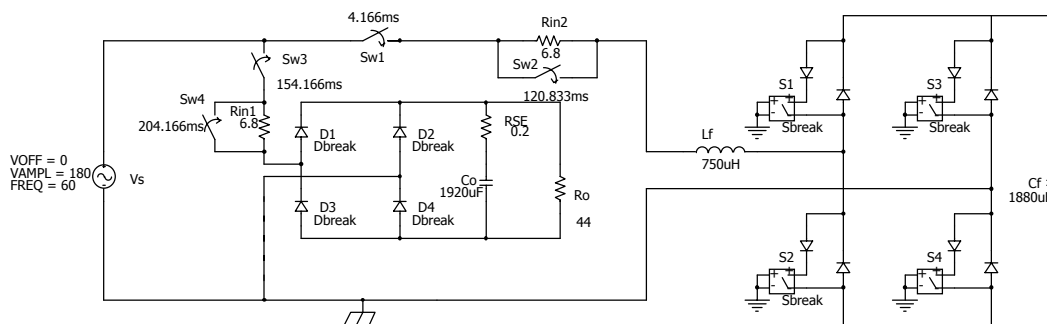 4.166ms
Sw1
Rin2
6.8
Sw2
120.833ms
Sw3
154.166ms
Sw4
204.166ms
Rin1
6.8
D1
Dbreak
D2
Dbreak
RSE
0.2
VOFF = 0
VAMPL = 180
FREQ = 60
Vs
D3
Dbreak
D4
Dbreak
Co
1920uF
Ro
44
Lf
750uH
S1
+
-
Sbreak
S3
+
-
Sbreak
Cf
1880u
S2
+
-
Sbreak
S4
+
-
Sbreak